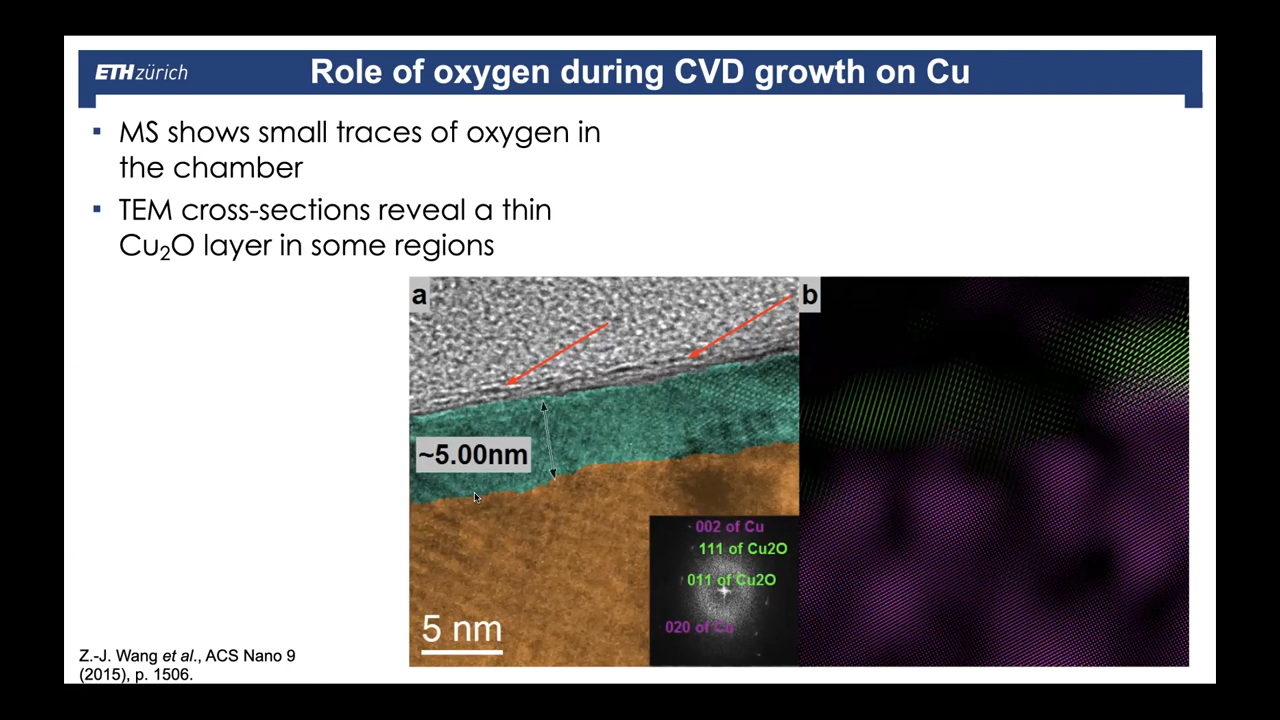 ETH zürich
Role of oxygen during CVD growth on Cu
▪ MS shows small traces of oxygen in
the chamber
▪ TEM cross-sections reveal a thin
Cu₂O layer in some regions
a
b
~5.00nm
002 of Cu
111 of Cu2O
011 of Cu2O
020 of Cu
5 nm
Z.-J. Wang et al., ACS Nano 9
(2015), p. 1506.